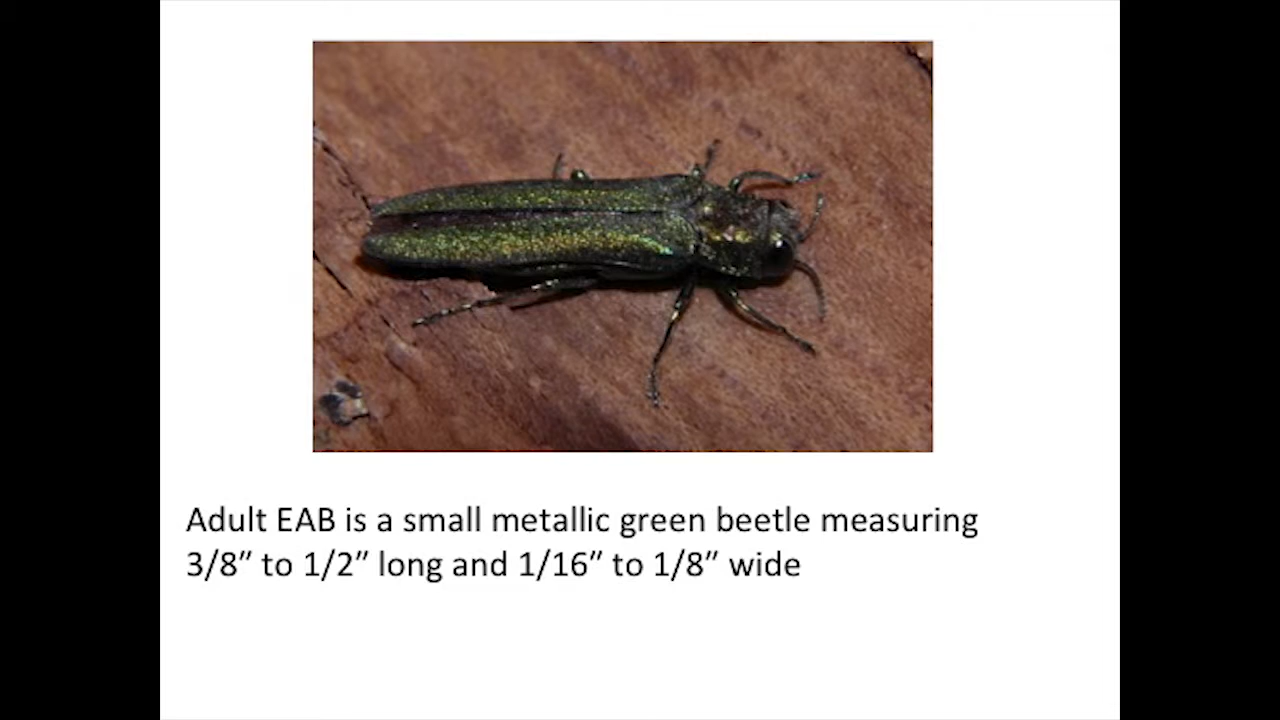 Adult EAB is a small metallic green beetle measuring
3/8″ to 1/2″ long and 1/16″ to 1/8″ wide